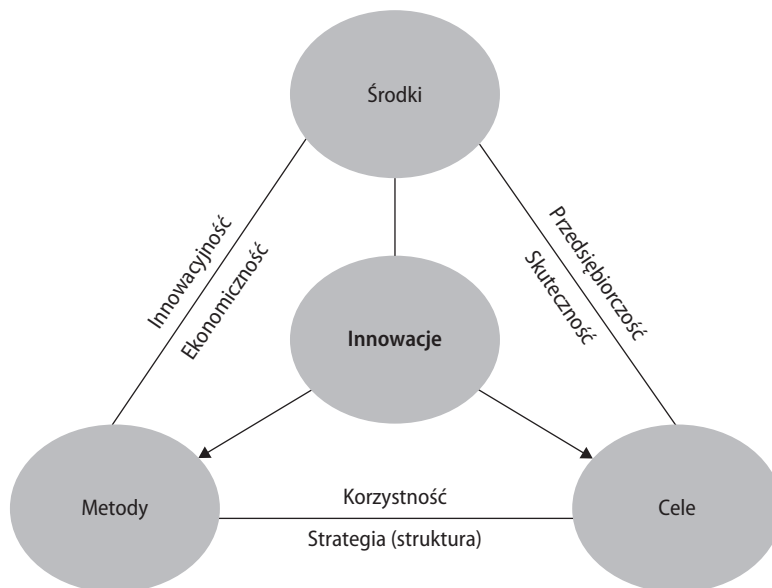 Środki
Innowacyjność
Ekonomiczność
Przedsiębiorczość
Skuteczność
Innowacje
Metody
Korzystność
Strategia (struktura)
Cele